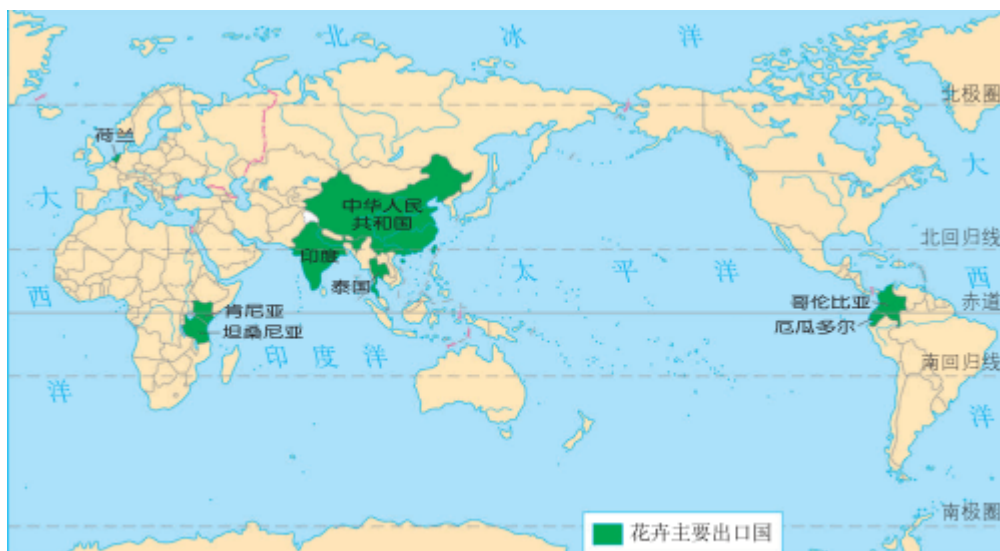 北 冰 洋
北极圈
荷兰
大
西
洋
中华人民
共和国
印度
泰国
北回归线
太 平 洋
大
西
洋
肯尼亚
坦桑尼亚
印 度 洋
哥伦比亚
厄瓜多尔
赤道
南回归线
南极圈
花卉主要出口国